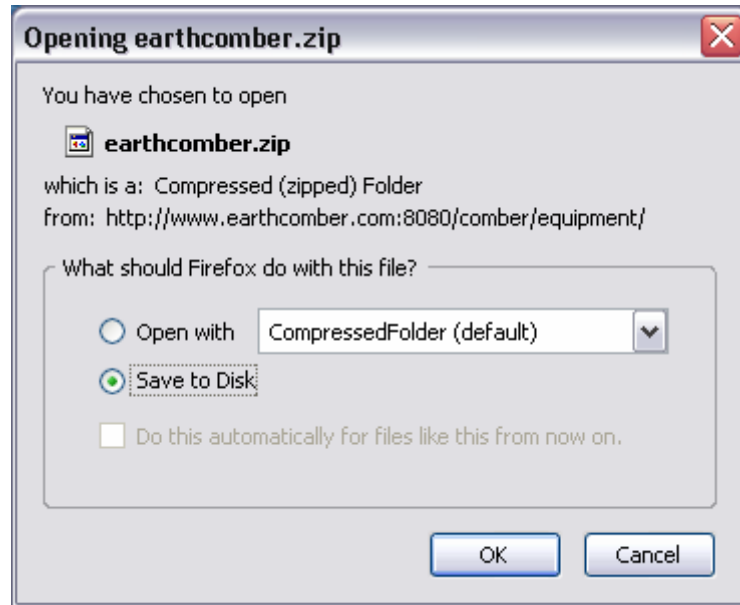 Opening earthcomber.zip
You have chosen to open
earthcomber.zip
which is a: Compressed (zipped) Folder
from: http://www.earthcomber.com:8080/comber/equipment/
What should Firefox do with this file?
Open with CompressedFolder (default)
Save to Disk
Do this automatically for files like this from now on.
OK Cancel